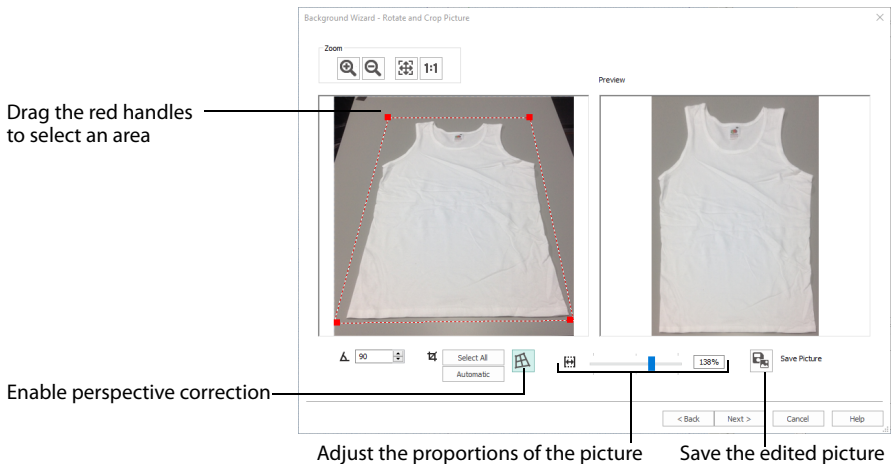 Background Wizard - Rotate and Crop Picture
Zoom
1:1
Preview
Drag the red handles
to select an area
90
Select All
Automatic
138%
Save Picture
Enable perspective correction
< Back
Next >
Cancel
Help
Adjust the proportions of the picture
Save the edited picture